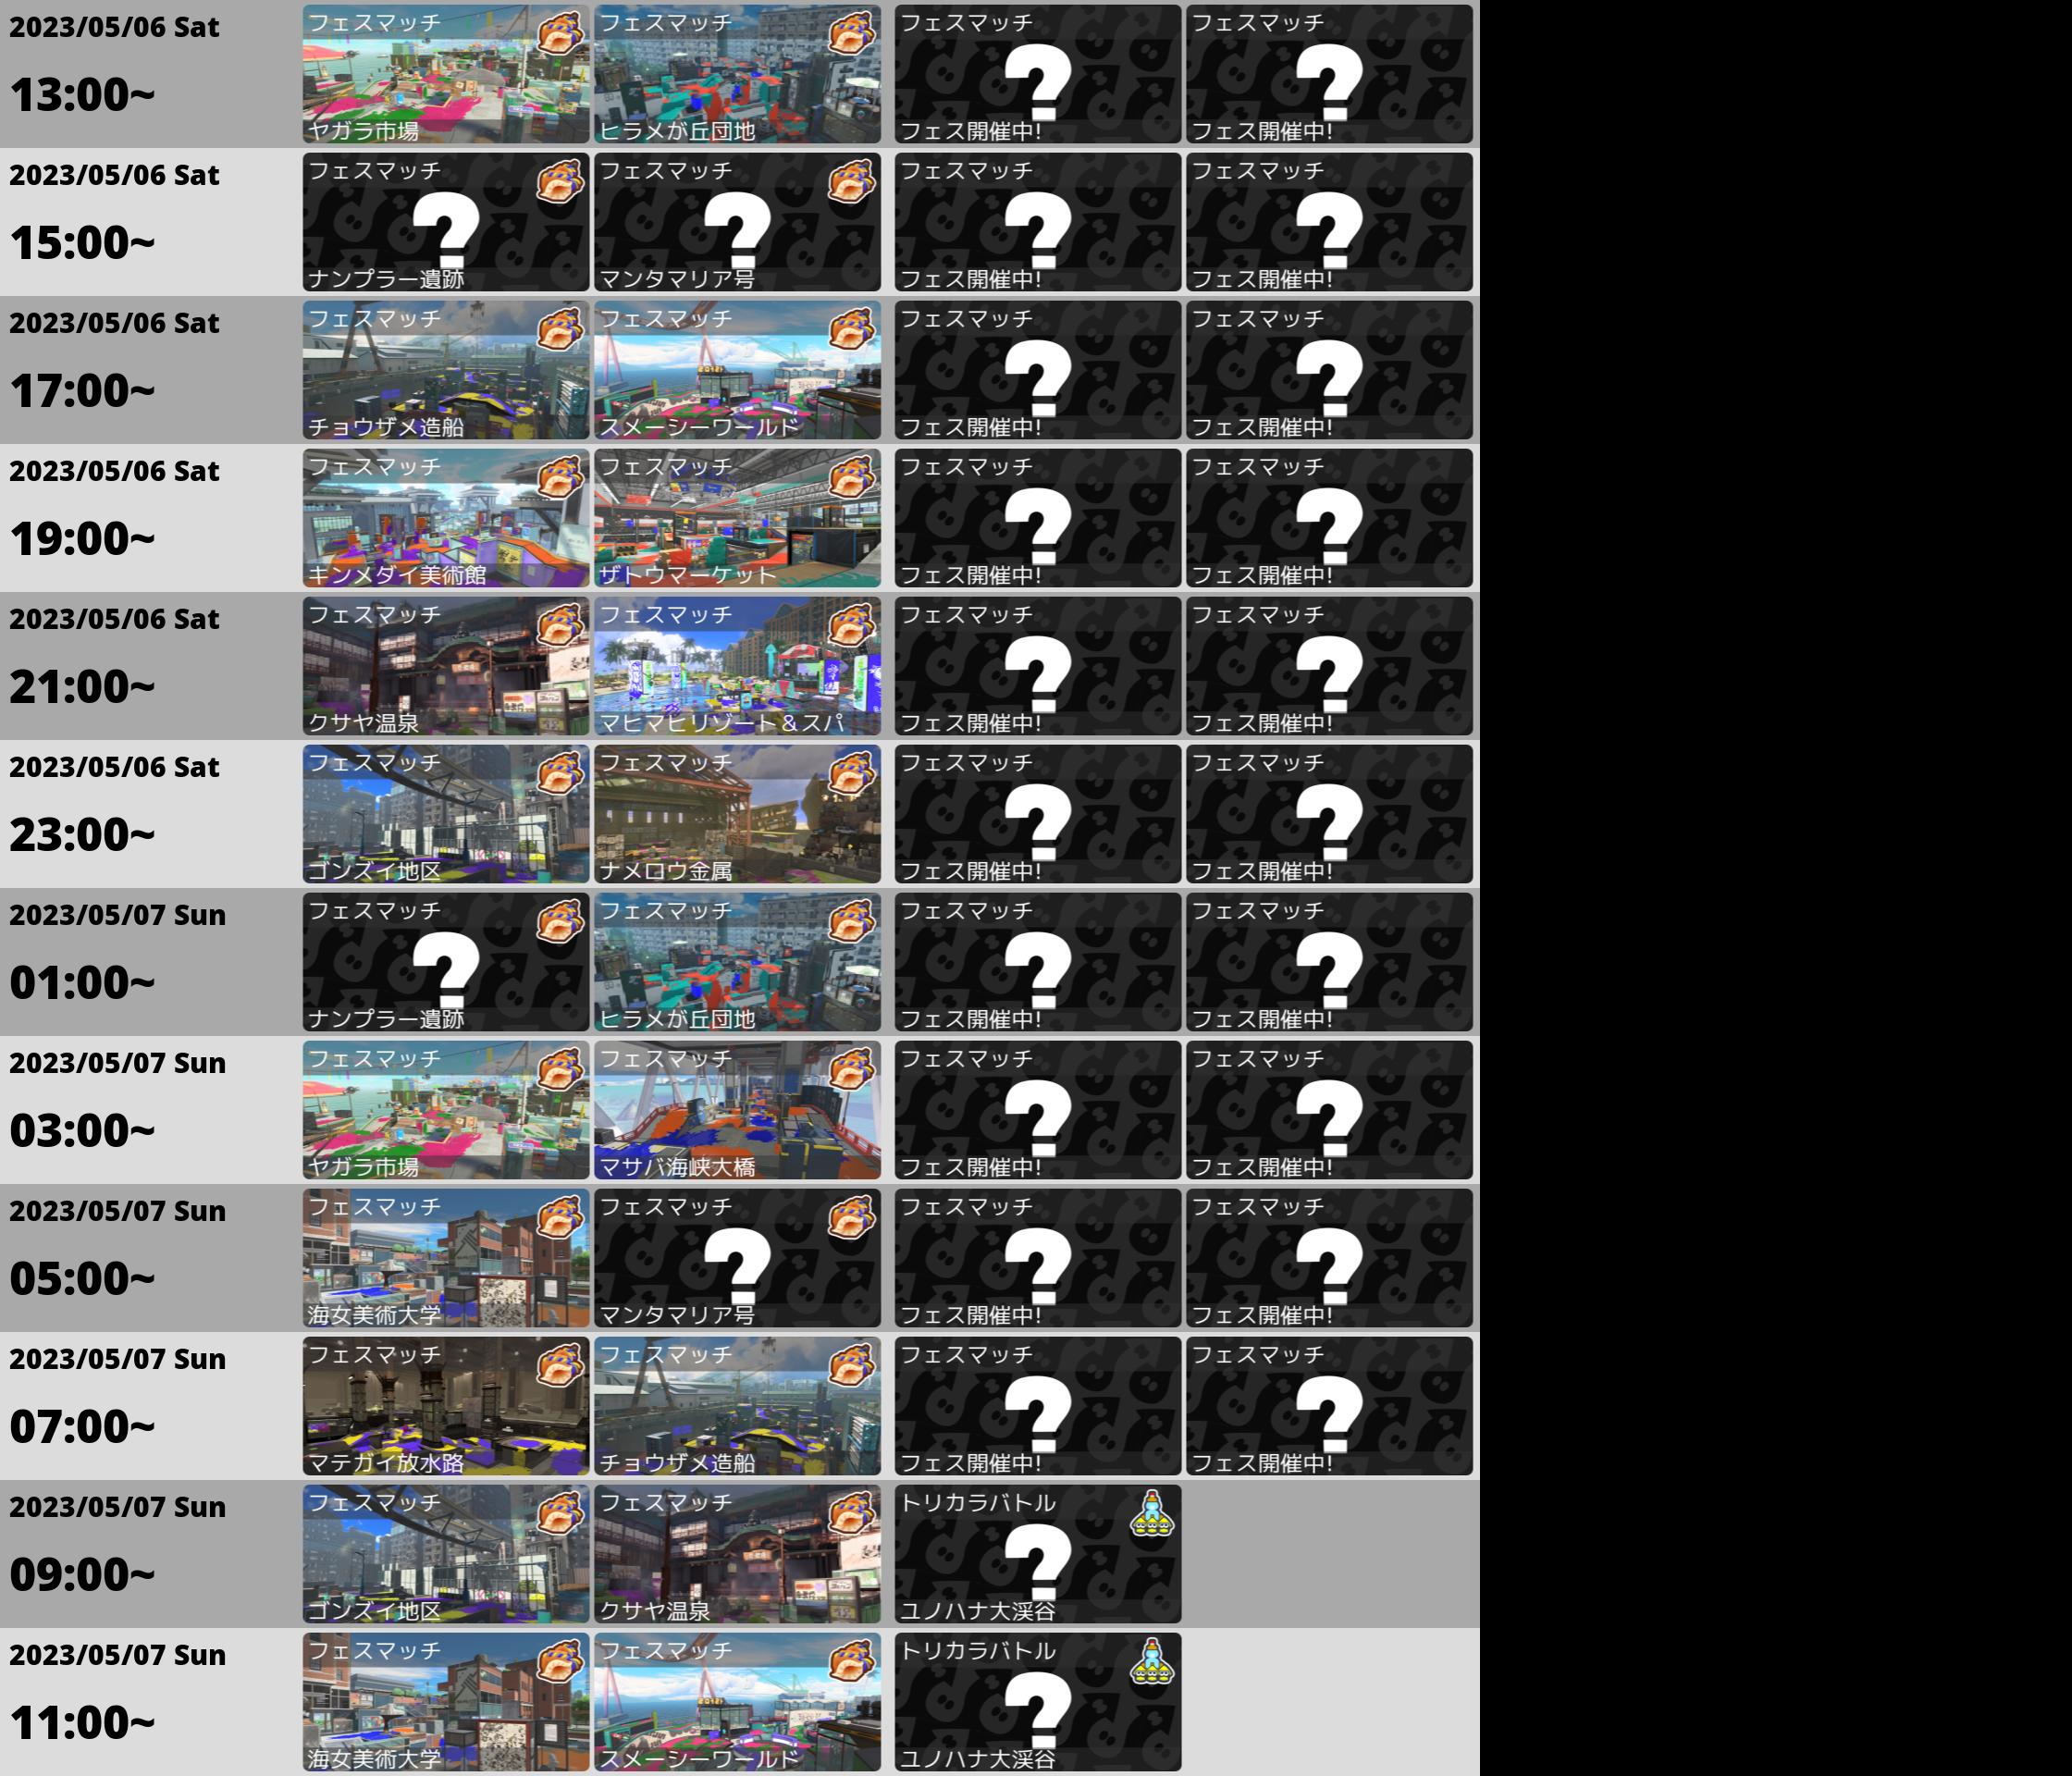 2023/05/06 Sat
13:00~
フェスマッチ
ヤガラ市場
フェスマッチ
ヒラメが丘団地
フェスマッチ
?
フェス開催中!
フェスマッチ
?
フェス開催中!
2023/05/06 Sat
15:00~
フェスマッチ
?
ナンプラー遺跡
フェスマッチ
?
マンタマリア号
フェスマッチ
?
フェス開催中!
フェスマッチ
?
フェス開催中!
2023/05/06 Sat
17:00~
フェスマッチ
チョウザメ造船
フェスマッチ
スメーシーワールド
フェスマッチ
?
フェス開催中!
フェスマッチ
?
フェス開催中!
2023/05/06 Sat
19:00~
フェスマッチ
キンメダイ美術館
フェスマッチ
ザトウマーケット
フェスマッチ
?
フェス開催中!
フェスマッチ
?
フェス開催中!
2023/05/06 Sat
21:00~
フェスマッチ
クサヤ温泉
フェスマッチ
マヒマヒリゾート&スパ
フェスマッチ
?
フェス開催中!
フェスマッチ
?
フェス開催中!
2023/05/06 Sat
23:00~
フェスマッチ
ゴンズイ地区
フェスマッチ
ナメロウ金属
フェスマッチ
?
フェス開催中!
フェスマッチ
?
フェス開催中!
2023/05/07 Sun
01:00~
フェスマッチ
?
ナンプラー遺跡
フェスマッチ
ヒラメが丘団地
フェスマッチ
?
フェス開催中!
フェスマッチ
?
フェス開催中!
2023/05/07 Sun
03:00~
フェスマッチ
ヤガラ市場
フェスマッチ
マサバ海峡大橋
フェスマッチ
?
フェス開催中!
フェスマッチ
?
フェス開催中!
2023/05/07 Sun
05:00~
フェスマッチ
海女美術大学
フェスマッチ
?
マンタマリア号
フェスマッチ
?
フェス開催中!
フェスマッチ
?
フェス開催中!
2023/05/07 Sun
07:00~
フェスマッチ
マテガイ放水路
フェスマッチ
チョウザメ造船
フェスマッチ
?
フェス開催中!
フェスマッチ
?
フェス開催中!
2023/05/07 Sun
09:00~
フェスマッチ
ゴンズイ地区
フェスマッチ
クサヤ温泉
トリカラバトル
?
ユノハナ大渓谷
2023/05/07 Sun
11:00~
フェスマッチ
海女美術大学
フェスマッチ
スメーシーワールド
トリカラバトル
?
ユノハナ大渓谷